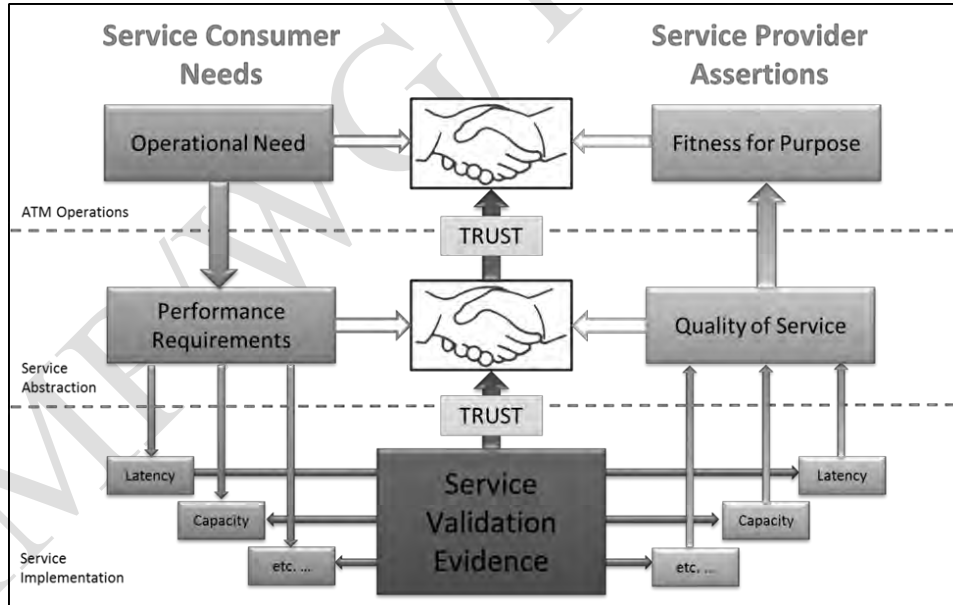 Service Consumer
Needs
Service Provider
Assertions
Operational Need
Fitness for Purpose
ATM Operations
TRUST
Performance
Requirements
Quality of Service
Service
Abstraction
TRUST
Latency
Capacity
etc. ...
Service
Validation
Evidence
Latency
Capacity
etc. ...
Service
Implementation